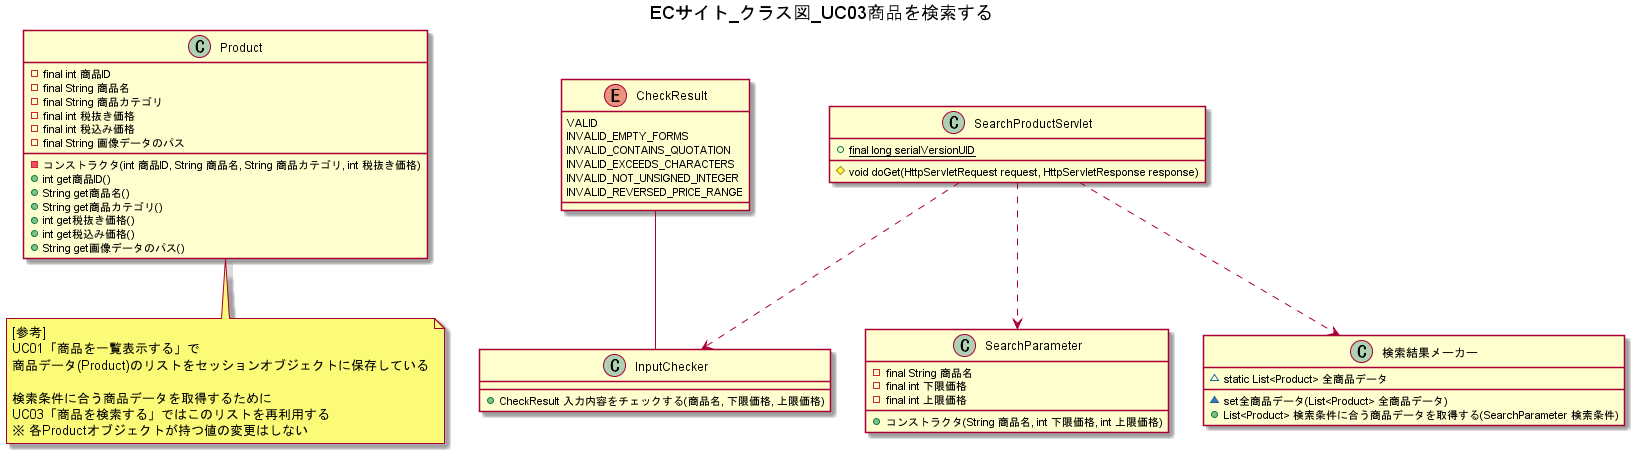 ECサイト_クラス図_UC03商品を検索する
C Product
final int 商品ID
final String 商品名
final String 商品カテゴリ
final int 税抜き価格
final int 税込み価格
final String 画像データのパス
コンストラクタ(int 商品ID, String 商品名, String 商品カテゴリ, int 税抜き価格)
int get商品ID()
String get商品名()
String get商品カテゴリ()
int get税抜き価格()
int get税込み価格()
String get画像データのパス()
[参考]
UC01「商品を一覧表示する」で
商品データ(Product)のリストをセッションオブジェクトに保存している
検索条件に合う商品データを取得するために
UC03「商品を検索する」ではこのリストを再利用する
※ 各Productオブジェクトが持つ値の変更はしない
E CheckResult
VALID
INVALID_EMPTY_FORMS
INVALID_CONTAINS_QUOTATION
INVALID_EXCEEDS_CHARACTERS
INVALID_NOT_UNSIGNED_INTEGER
INVALID_REVERSED_PRICE_RANGE
C SearchProductServlet
final long serialVersionUID
void doGet(HttpServletRequest request, HttpServletResponse response)
C InputChecker
CheckResult 入力内容をチェックする(商品名, 下限価格, 上限価格)
C SearchParameter
final String 商品名
final int 下限価格
final int 上限価格
コンストラクタ(String 商品名, int 下限価格, int 上限価格)
C 検索結果メーカー
static List<Product> 全商品データ
set全商品データ(List<Product> 全商品データ)
List<Product> 検索条件に合う商品データを取得する(SearchParameter 検索条件)